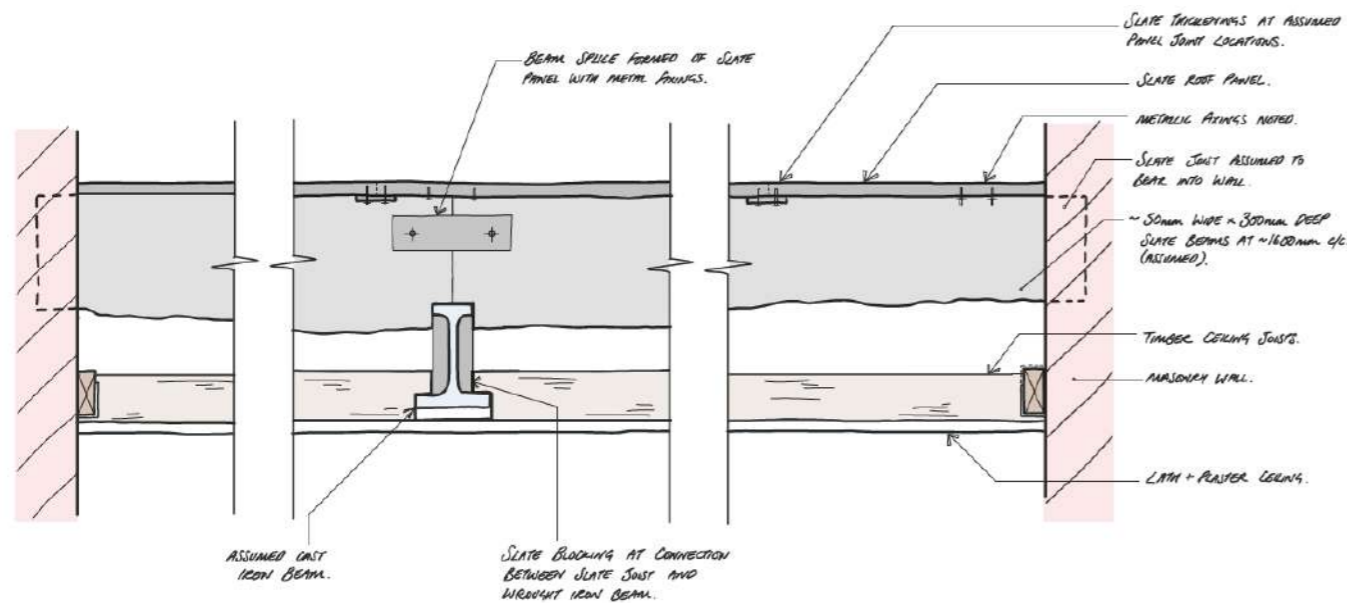 BEAM SPLICE FORMED OF SLATE
PANEL WITH METAL FIXINGS.
SLATE THICKENINGS AT ASSUMED
PANEL JOINT LOCATIONS.
SLATE ROOF PANEL.
METALLIC FIXINGS NOTED.
SLATE JOIST ASSUMED TO
BEAR INTO WALL.
~ 50mm WIDE × 300mm DEEP
SLATE BEAMS AT ~1600mm c/c.
(ASSUMED).
TIMBER CEILING JOISTS.
MASONRY WALL.
LATH + PLASTER CEILING.
ASSUMED CAST
IRON BEAM.
SLATE BLOCKING AT CONNECTION
BETWEEN SLATE JOIST AND
WROUGHT IRON BEAM.